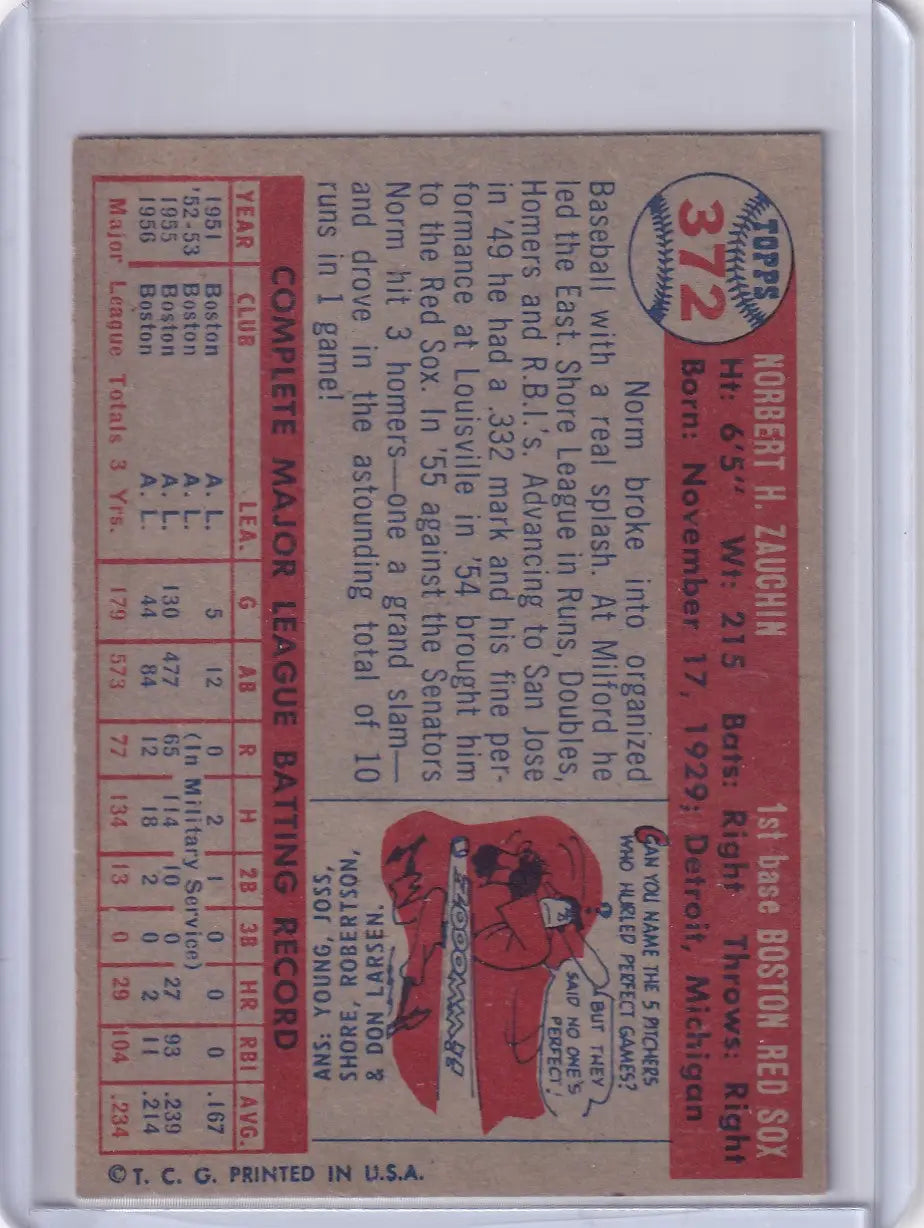 TOPPS
372
NORBERT H. ZAUCHIN 1st base BOSTON RED SOX
Ht: 6'5" Wt: 215 Bats: Right Throws: Right
Born: November 17, 1929; Detroit, Michigan
Norm broke into organized
Baseball with a real splash. At Milford he
led the East. Shore League in Runs, Doubles,
Homers and R.B.I.'s. Advancing to San Jose
in '49 he had a .332 mark and his fine per-
formance at Louisville in '54 brought him
to the Red Sox. In '55 against the Senators
Norm hit 3 homers—one a grand slam—
and drove in the astounding total of 10
runs in 1 game!
CAN YOU NAME THE 5 PITCHERS
WHO HURLED PERFECT GAMES?
BUT THEY
SAID NO ONE'S
PERFECT!
ZOOOMM
ANS: YOUNG, JOSS,
SHORE, ROBERTSON,
& DON LARSEN.
COMPLETE MAJOR LEAGUE BATTING RECORD
YEAR CLUB LEA. G AB R H 2B 3B HR RBI AVG.
1951 Boston A. L. 5 12 0 2 1 0 0 0 .167
'52-53 Boston A. L. (In Military Service)
1955 Boston A. L. 130 477 65 114 10 0 27 93 .239
1956 Boston A. L. 44 84 12 18 2 0 2 11 .214
Major League Totals 3 Yrs. 179 573 77 134 13 0 29 104 .234
© T. C. G. PRINTED IN U.S.A.